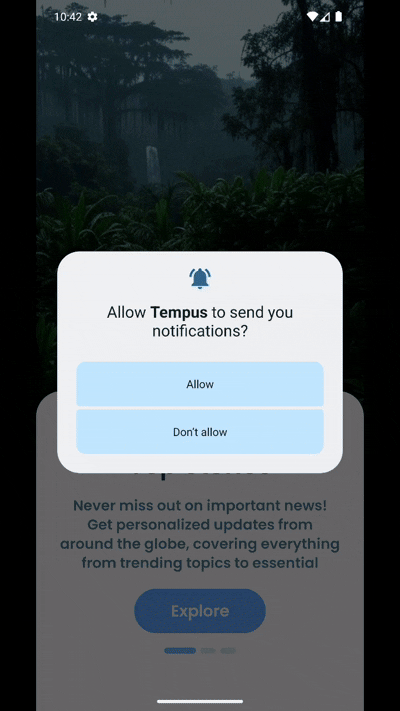 10:42
Allow Tempus to send you
notifications?
Allow
Don't allow
Never miss out on important news!
Get personalized updates from
around the globe, covering everything
from trending topics to essential
Explore